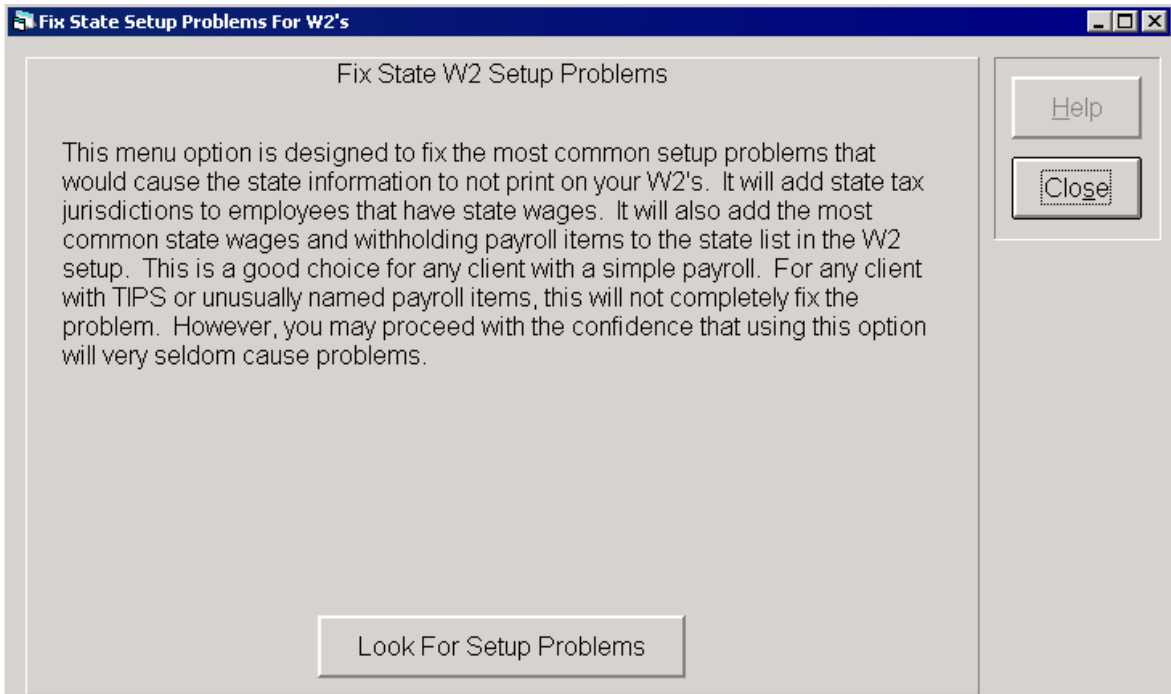 Fix State Setup Problems For W2's
Fix State W2 Setup Problems
This menu option is designed to fix the most common setup problems that
would cause the state information to not print on your W2's.  It will add state tax
jurisdictions to employees that have state wages.  It will also add the most
common state wages and withholding payroll items to the state list in the W2
setup.  This is a good choice for any client with a simple payroll.  For any client
with TIPS or unusually named payroll items, this will not completely fix the
problem.  However, you may proceed with the confidence that using this option
will very seldom cause problems.
Look For Setup Problems
Help
Close